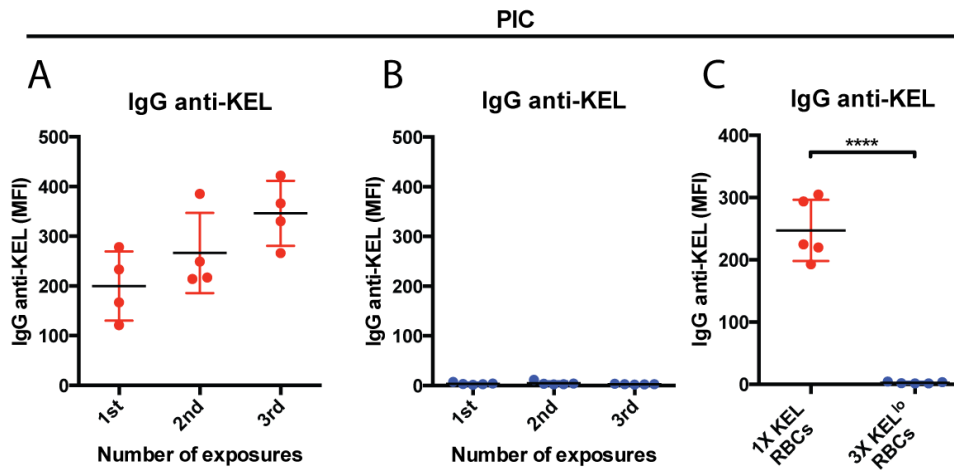 PIC
A
IgG anti-KEL
IgG anti-KEL (MFI)
500
400
300
200
100
0
1st
2nd
3rd
Number of exposures
B
IgG anti-KEL
IgG anti-KEL (MFI)
500
400
300
200
100
0
1st
2nd
3rd
Number of exposures
C
IgG anti-KEL
IgG anti-KEL (MFI)
400
300
200
100
0
****
1X KEL
RBCs
3X KELlo
RBCs